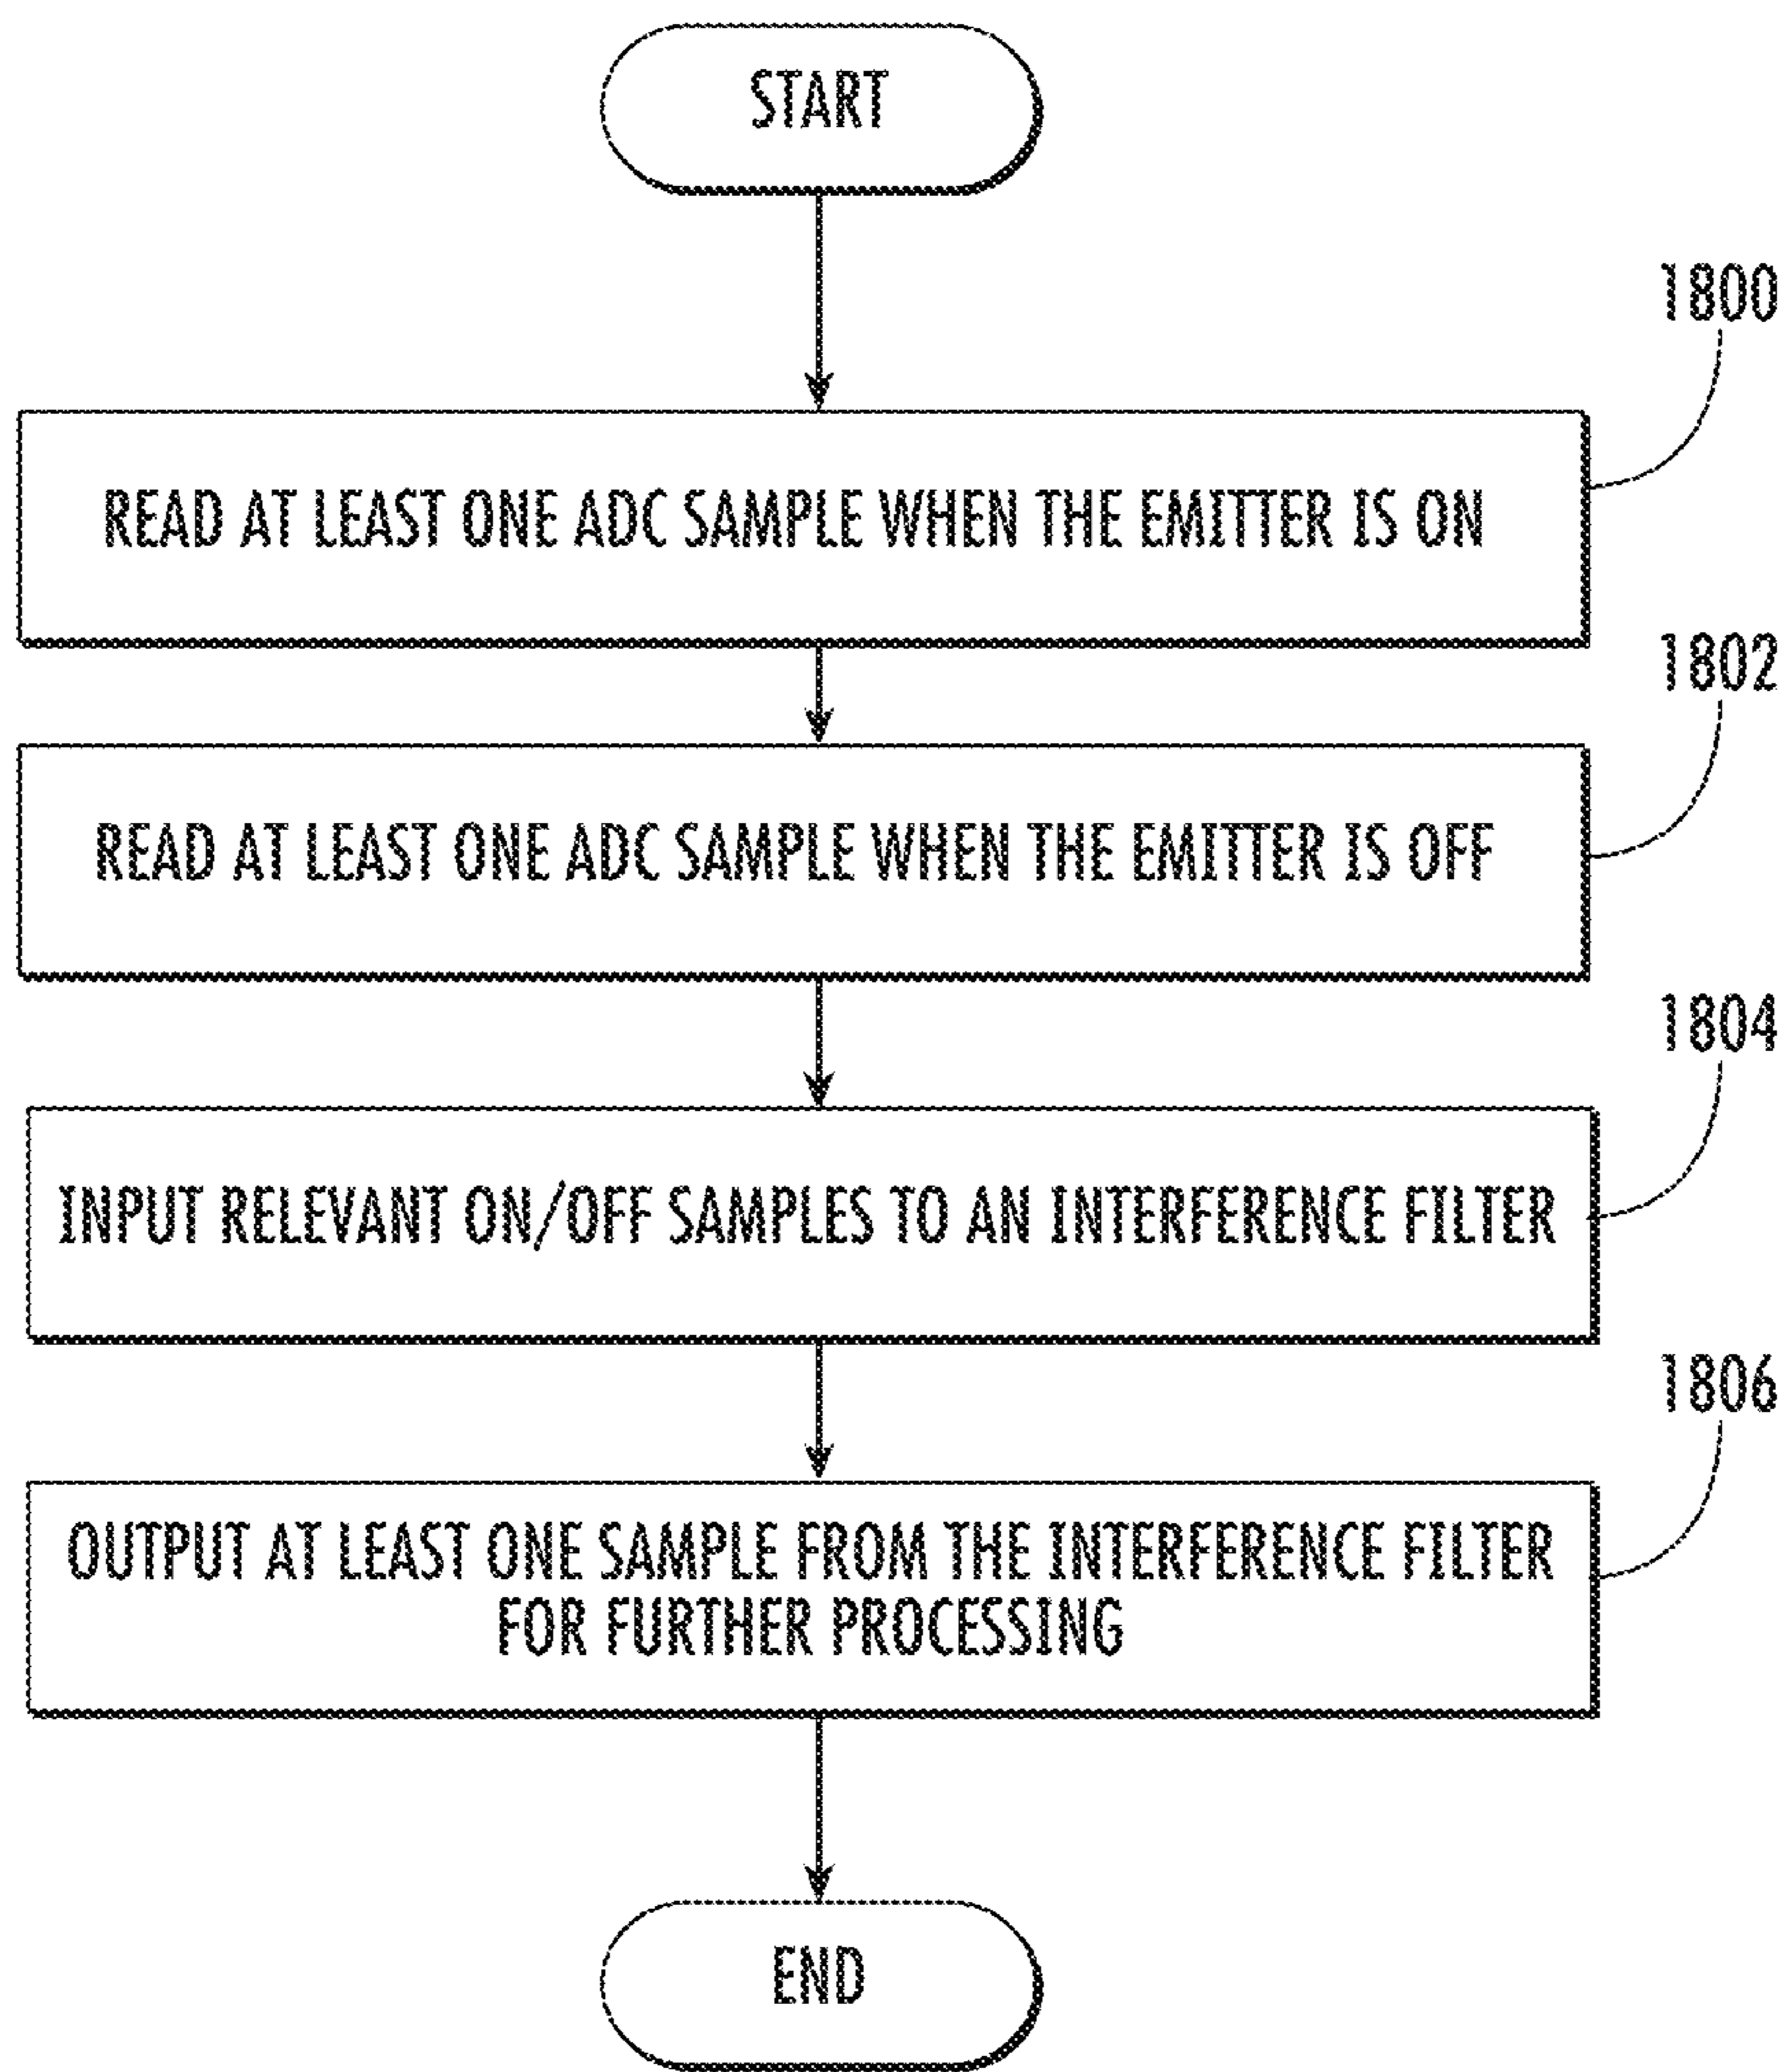 START
1800
READ AT LEAST ONE ADC SAMPLE WHEN THE EMITTER IS ON
1802
READ AT LEAST ONE ADC SAMPLE WHEN THE EMITTER IS OFF
1804
INPUT RELEVANT ON/OFF SAMPLES TO AN INTERFERENCE FILTER
1806
OUTPUT AT LEAST ONE SAMPLE FROM THE INTERFERENCE FILTER
FOR FURTHER PROCESSING
END